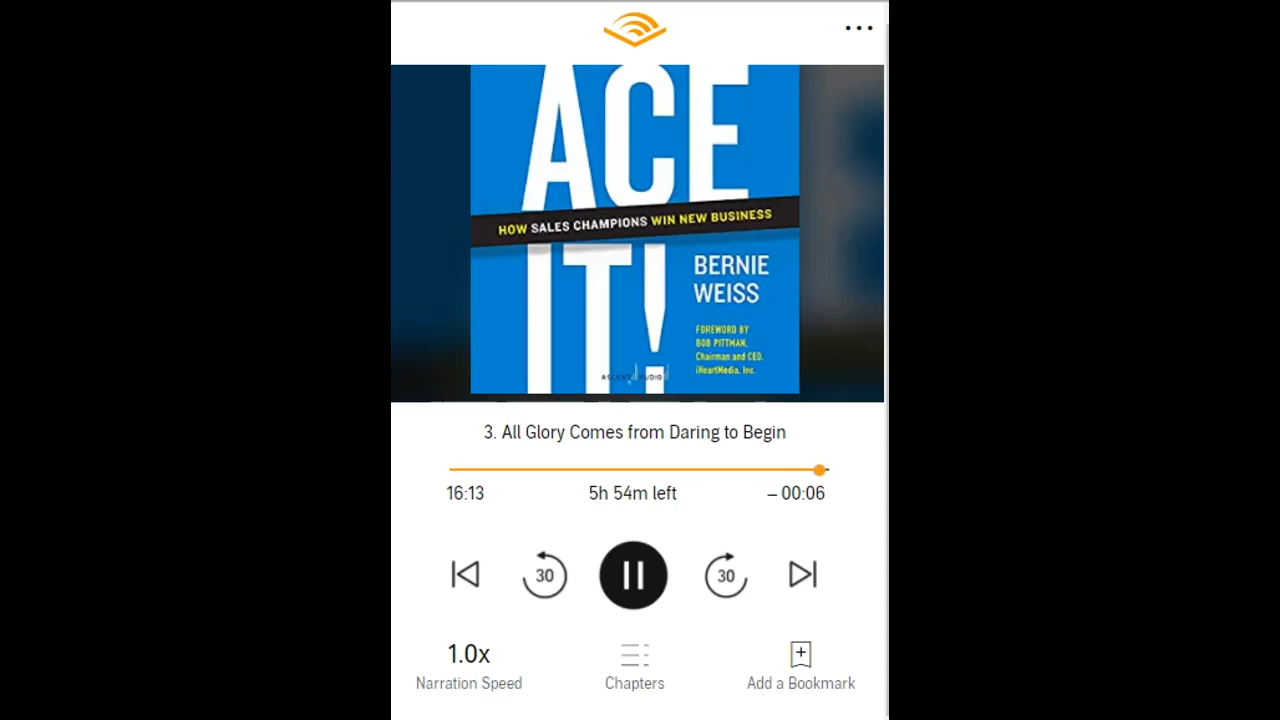 ACE
HOW SALES CHAMPIONS WIN NEW BUSINESS
IT!
BERNIE
WEISS
FOREWORD BY
BOB PITTMAN,
Chairman and CEO,
iHeartMedia, Inc.
ASCENT AUDIO
3. All Glory Comes from Daring to Begin
16:13 5h 54m left – 00:06
30 30
1.0x
Narration Speed Chapters Add a Bookmark